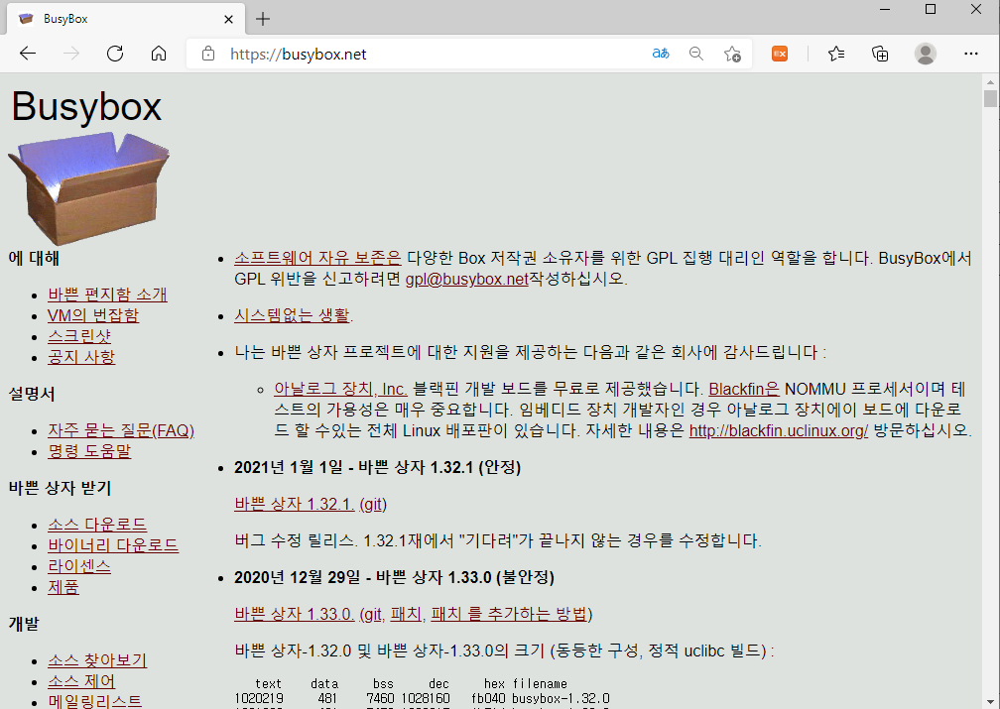 BusyBox
https://busybox.net
aあ
EX
Busybox
에 대해
바쁜 편지함 소개
VM의 번잡함
스크린샷
공지 사항
설명서
자주 묻는 질문(FAQ)
명령 도움말
바쁜 상자 받기
소스 다운로드
바이너리 다운로드
라이센스
제품
개발
소스 찾아보기
소스 제어
메일링리스트
소프트웨어 자유 보존은 다양한 Box 저작권 소유자를 위한 GPL 집행 대리인 역할을 합니다. BusyBox에서
GPL 위반을 신고하려면 gpl@busybox.net작성하십시오.
시스템없는 생활.
나는 바쁜 상자 프로젝트에 대한 지원을 제공하는 다음과 같은 회사에 감사드립니다 :
아날로그 장치, Inc. 블랙핀 개발 보드를 무료로 제공했습니다. Blackfin은 NOMMU 프로세서이며 테
스트의 가용성은 매우 중요합니다. 임베디드 장치 개발자인 경우 아날로그 장치에이 보드에 다운로
드 할 수있는 전체 Linux 배포판이 있습니다. 자세한 내용은 http://blackfin.uclinux.org/ 방문하십시오.
2021년 1월 1일 - 바쁜 상자 1.32.1 (안정)
바쁜 상자 1.32.1. (git)
버그 수정 릴리스. 1.32.1재에서 "기다려"가 끝나지 않는 경우를 수정합니다.
2020년 12월 29일 - 바쁜 상자 1.33.0 (불안정)
바쁜 상자 1.33.0. (git, 패치, 패치 를 추가하는 방법)
바쁜 상자-1.32.0 및 바쁜 상자-1.33.0의 크기 (동등한 구성, 정적 uclibc 빌드) :
text data bss dec hex filename
1020219 481 7460 1028160 fb040 busybox-1.32.0